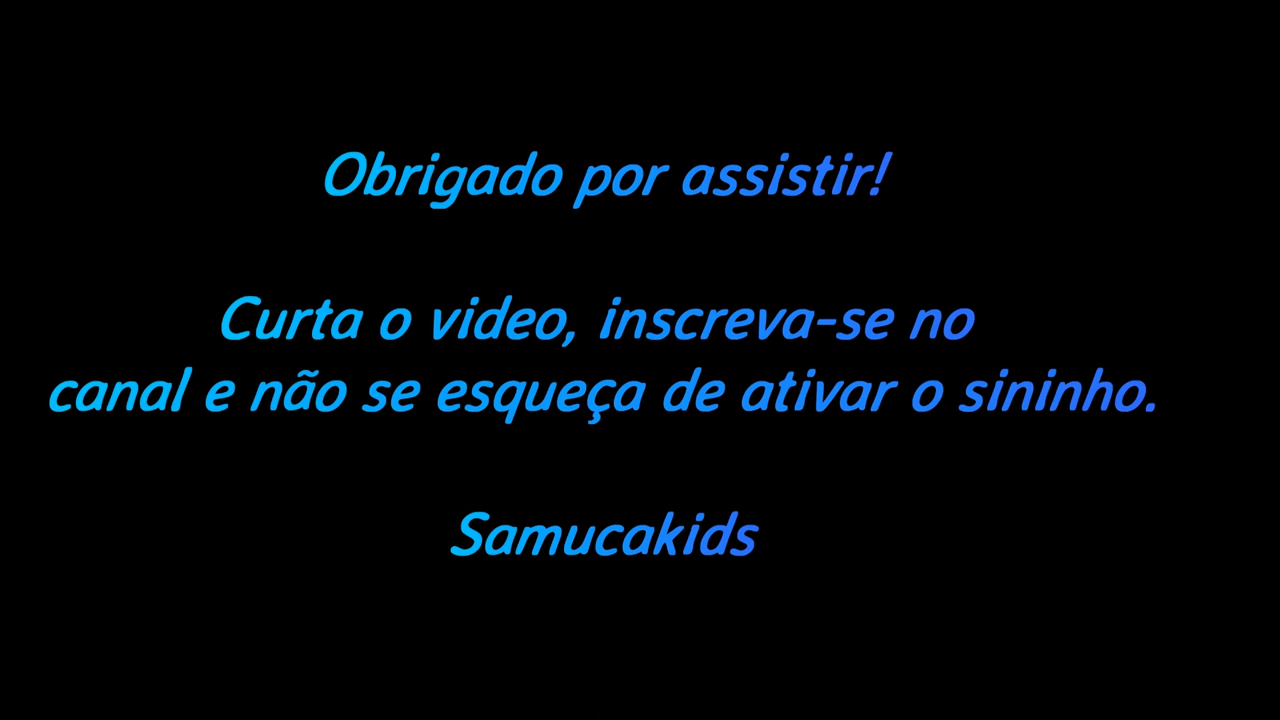 Obrigado por assistir!
Curta o video, inscreva-se no
canal e não se esqueça de ativar o sininho.
Samucakids